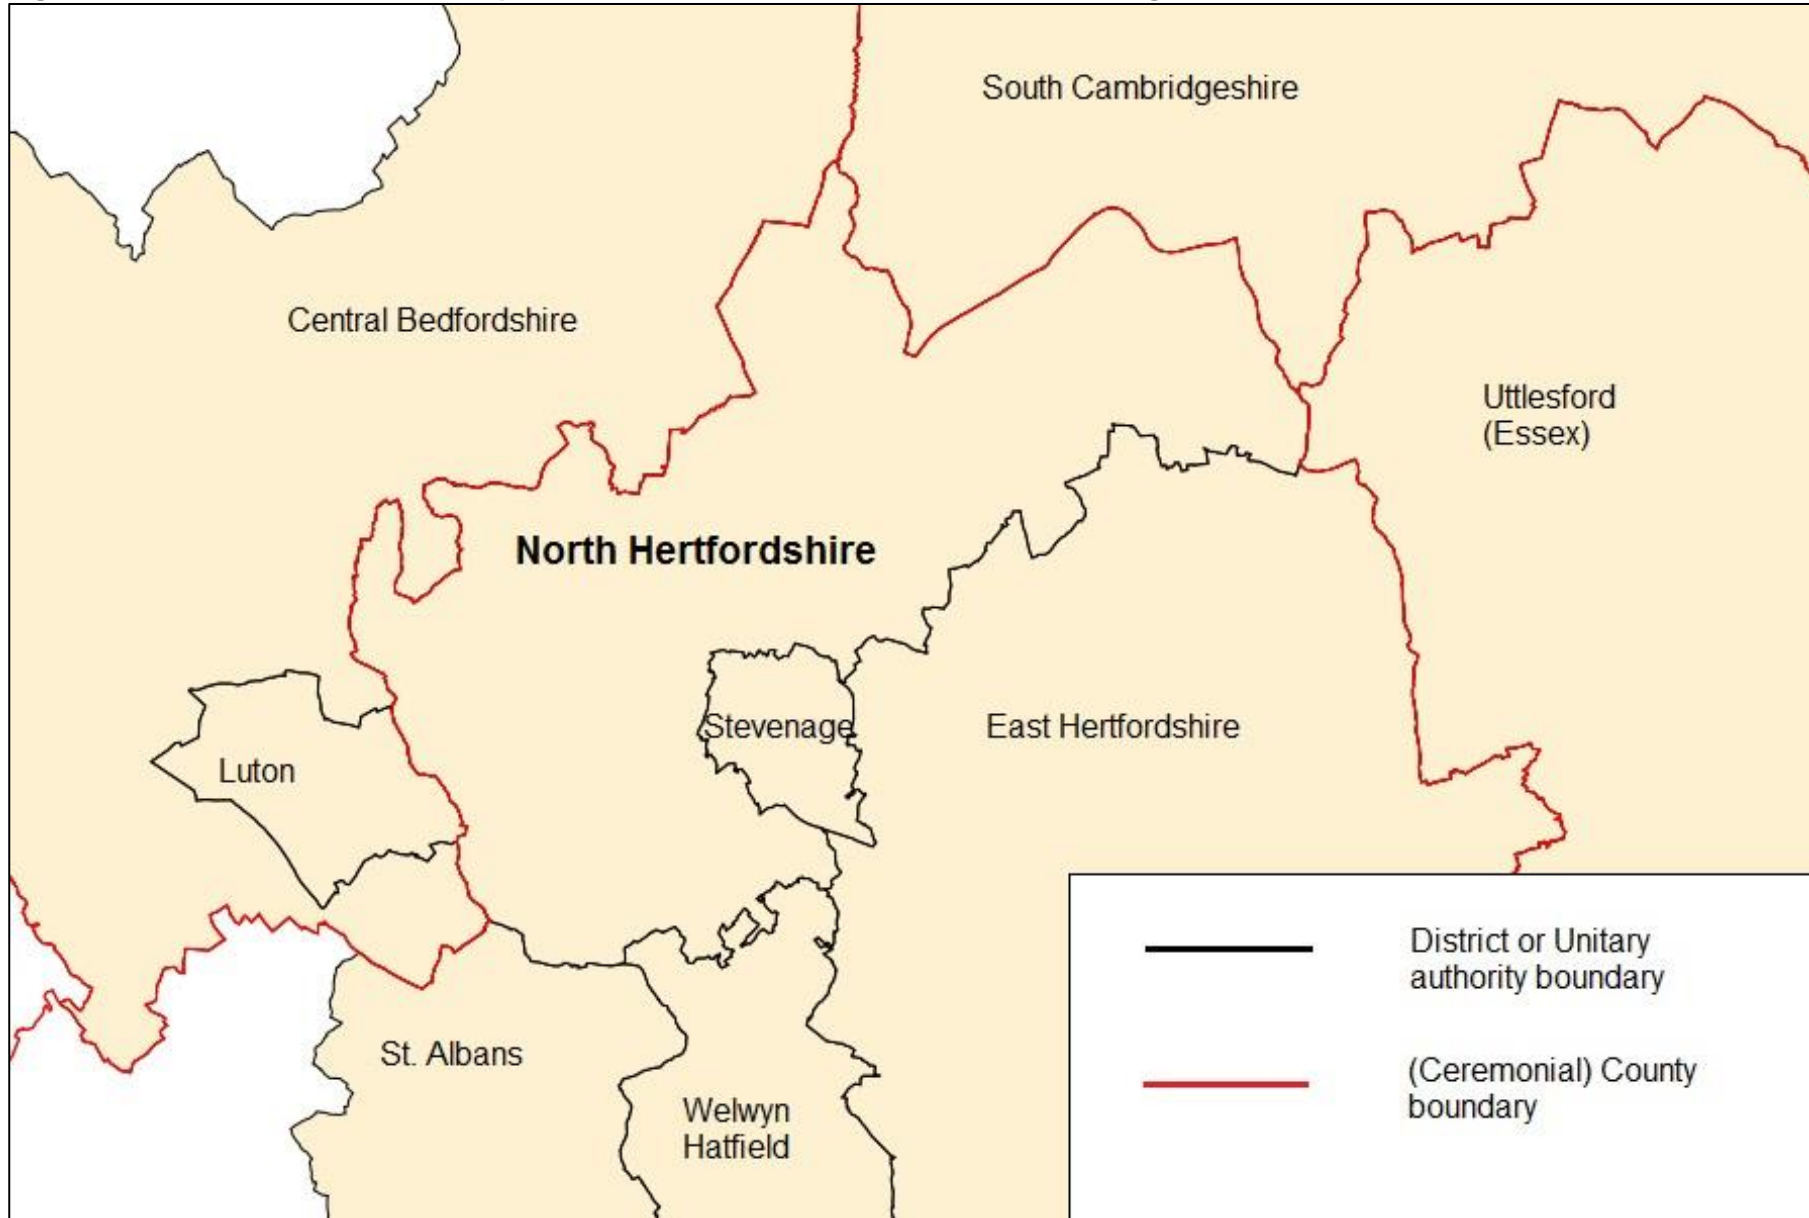 South Cambridgeshire
Central Bedfordshire
Uttlesford
(Essex)
North Hertfordshire
Stevenage
East Hertfordshire
Luton
District or Unitary
authority boundary
St. Albans
(Ceremonial) County
boundary
Welwyn
Hatfield